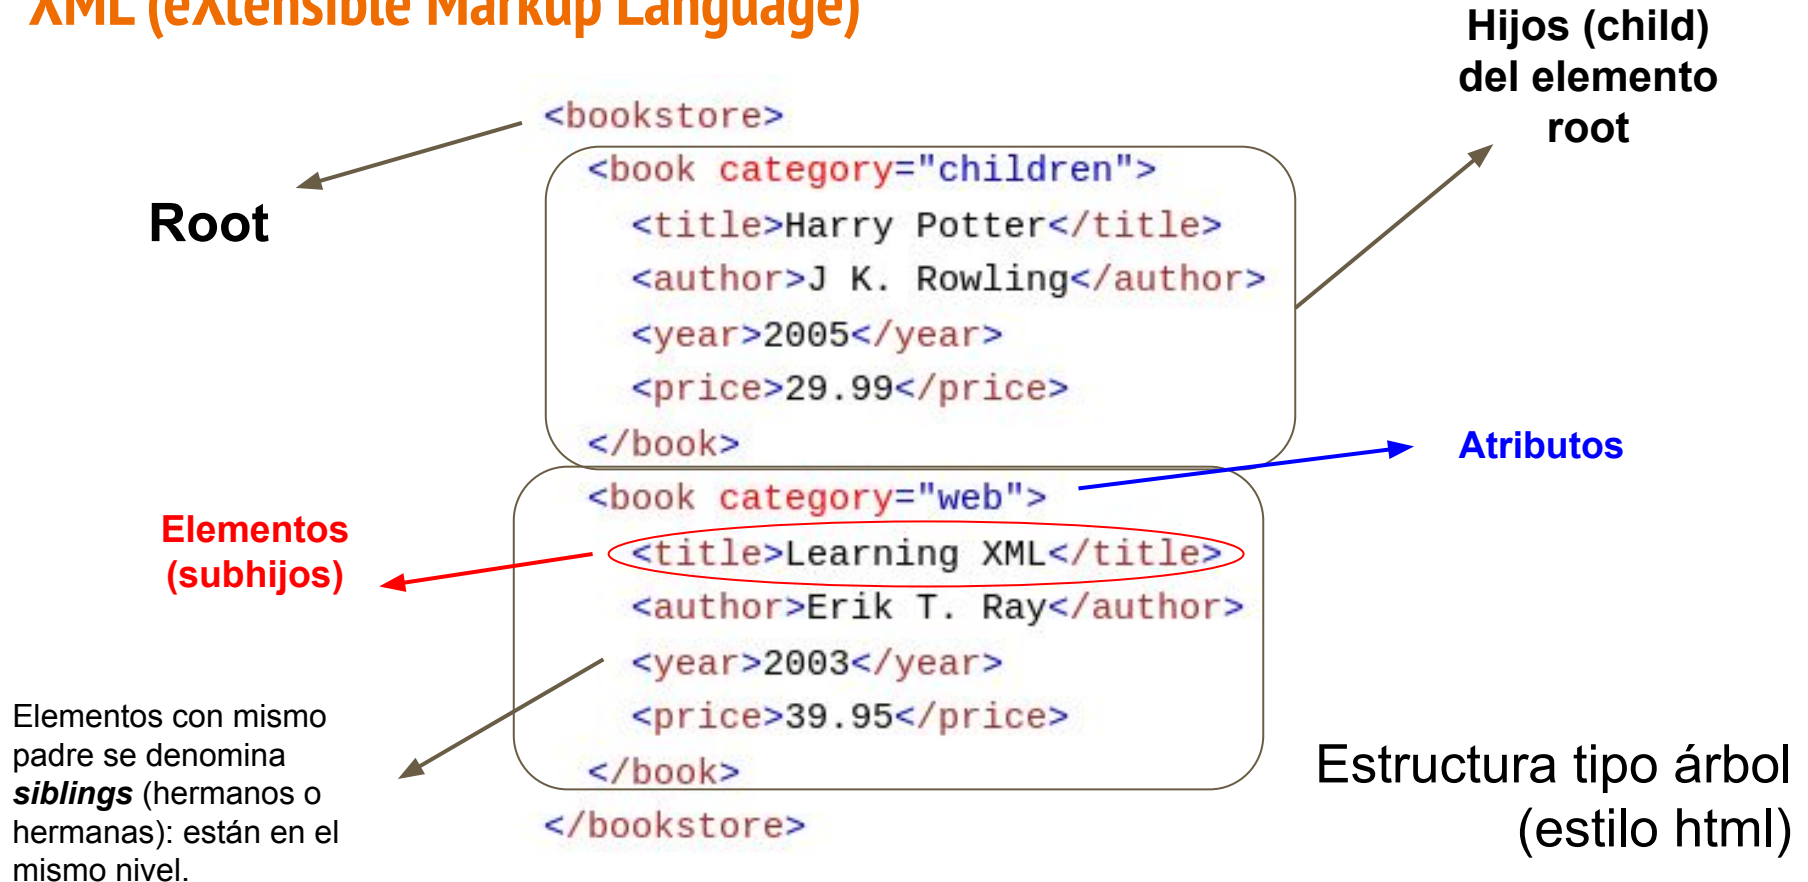 XML (eXtensible Markup Language)
Hijos (child)
del elemento
root
<bookstore>
<book category="children">
<title>Harry Potter</title>
<author>J K. Rowling</author>
<year>2005</year>
<price>29.99</price>
</book>
Root
Atributos
<book category="web">
<title>Learning XML</title>
<author>Erik T. Ray</author>
<year>2003</year>
<price>39.95</price>
</book>
</bookstore>
Elementos
(subhijos)
Elementos con mismo
padre se denomina
siblings (hermanos o
hermanas): están en el
mismo nivel.
Estructura tipo árbol
(estilo html)